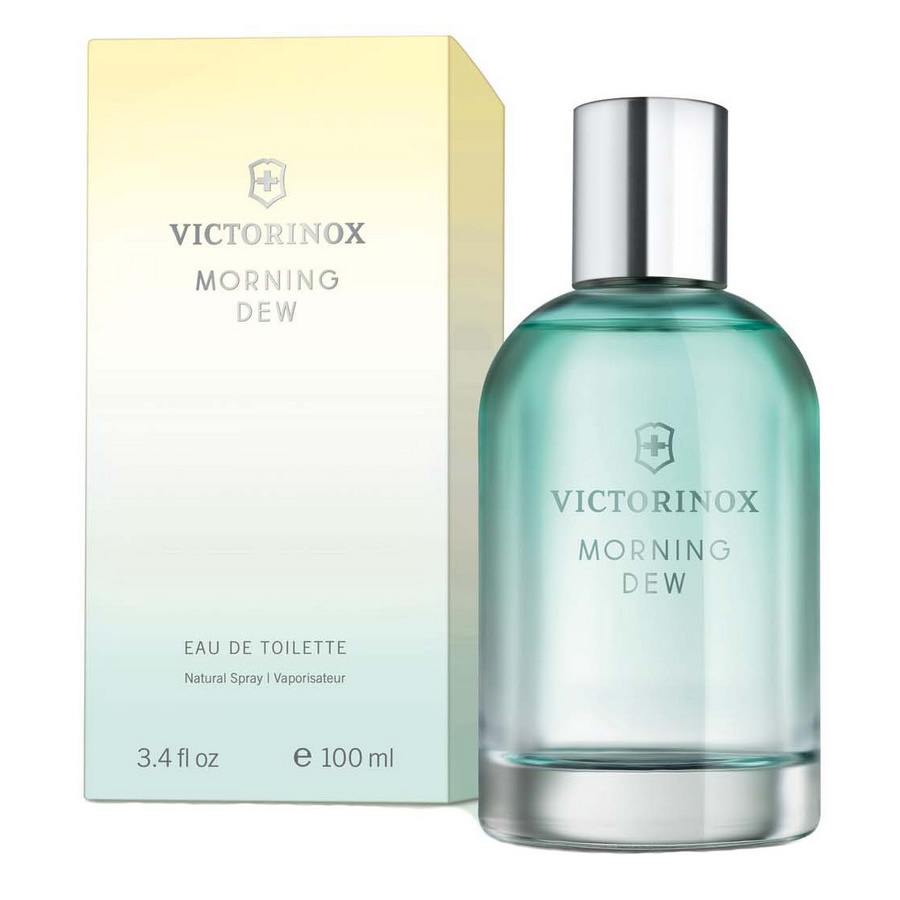 VICTORINOX
MORNING
DEW
EAU DE TOILETTE
Natural Spray | Vaporisateur
3.4 fl oz ℮ 100 ml
VICTORINOX
MORNING
DEW